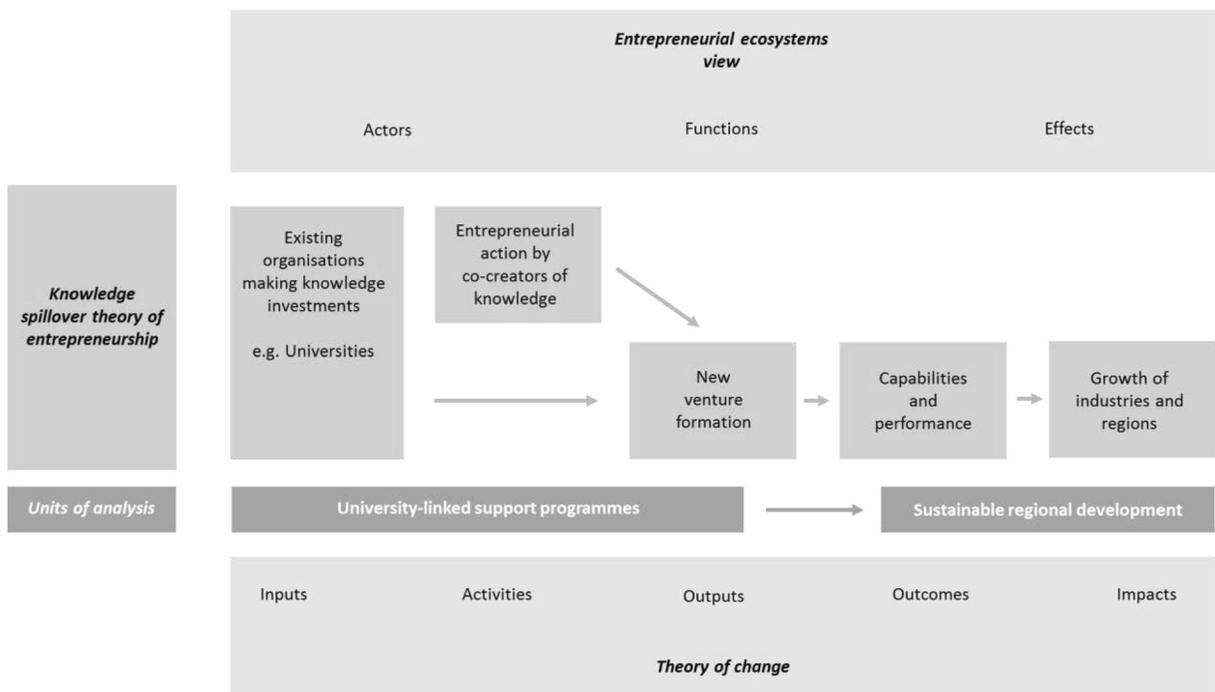 Entrepreneurial ecosystems
view
Actors
Functions
Effects
Knowledge
spillover theory of
entrepreneurship
Existing
organisations
making knowledge
investments
e.g. Universities
Entrepreneurial
action by
co-creators of
knowledge
New
venture
formation
Capabilities
and
performance
Growth of
industries and
regions
Units of analysis
University-linked support programmes
Sustainable regional development
Inputs
Activities
Outputs
Outcomes
Impacts
Theory of change